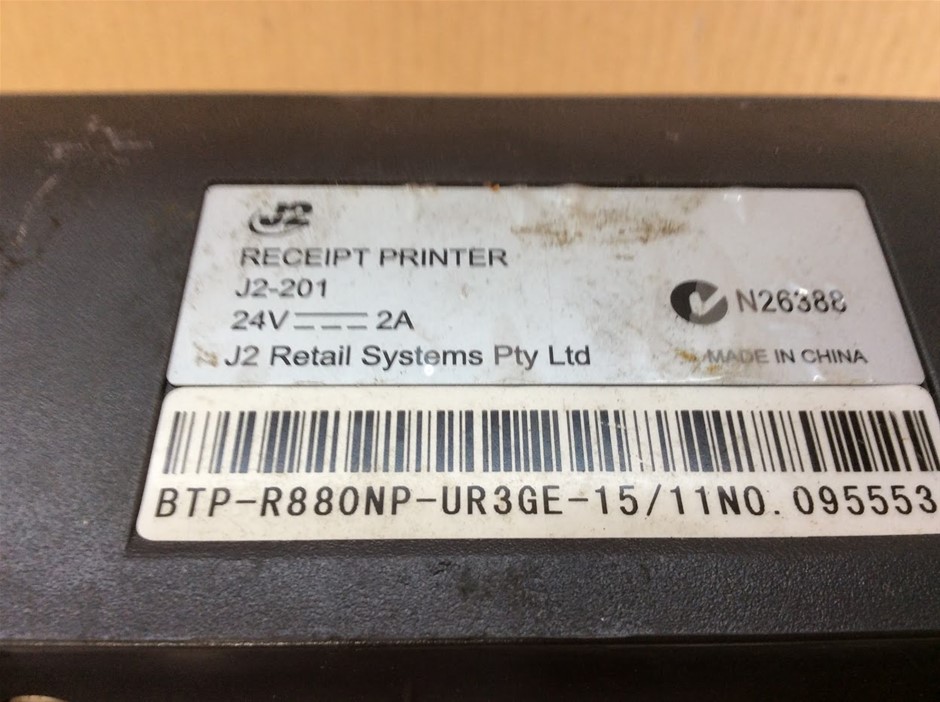 J2
RECEIPT PRINTER
J2-201
24V 2A
J2 Retail Systems Pty Ltd
N26388
MADE IN CHINA
BTP-R880NP-UR3GE-15/11NO.095553